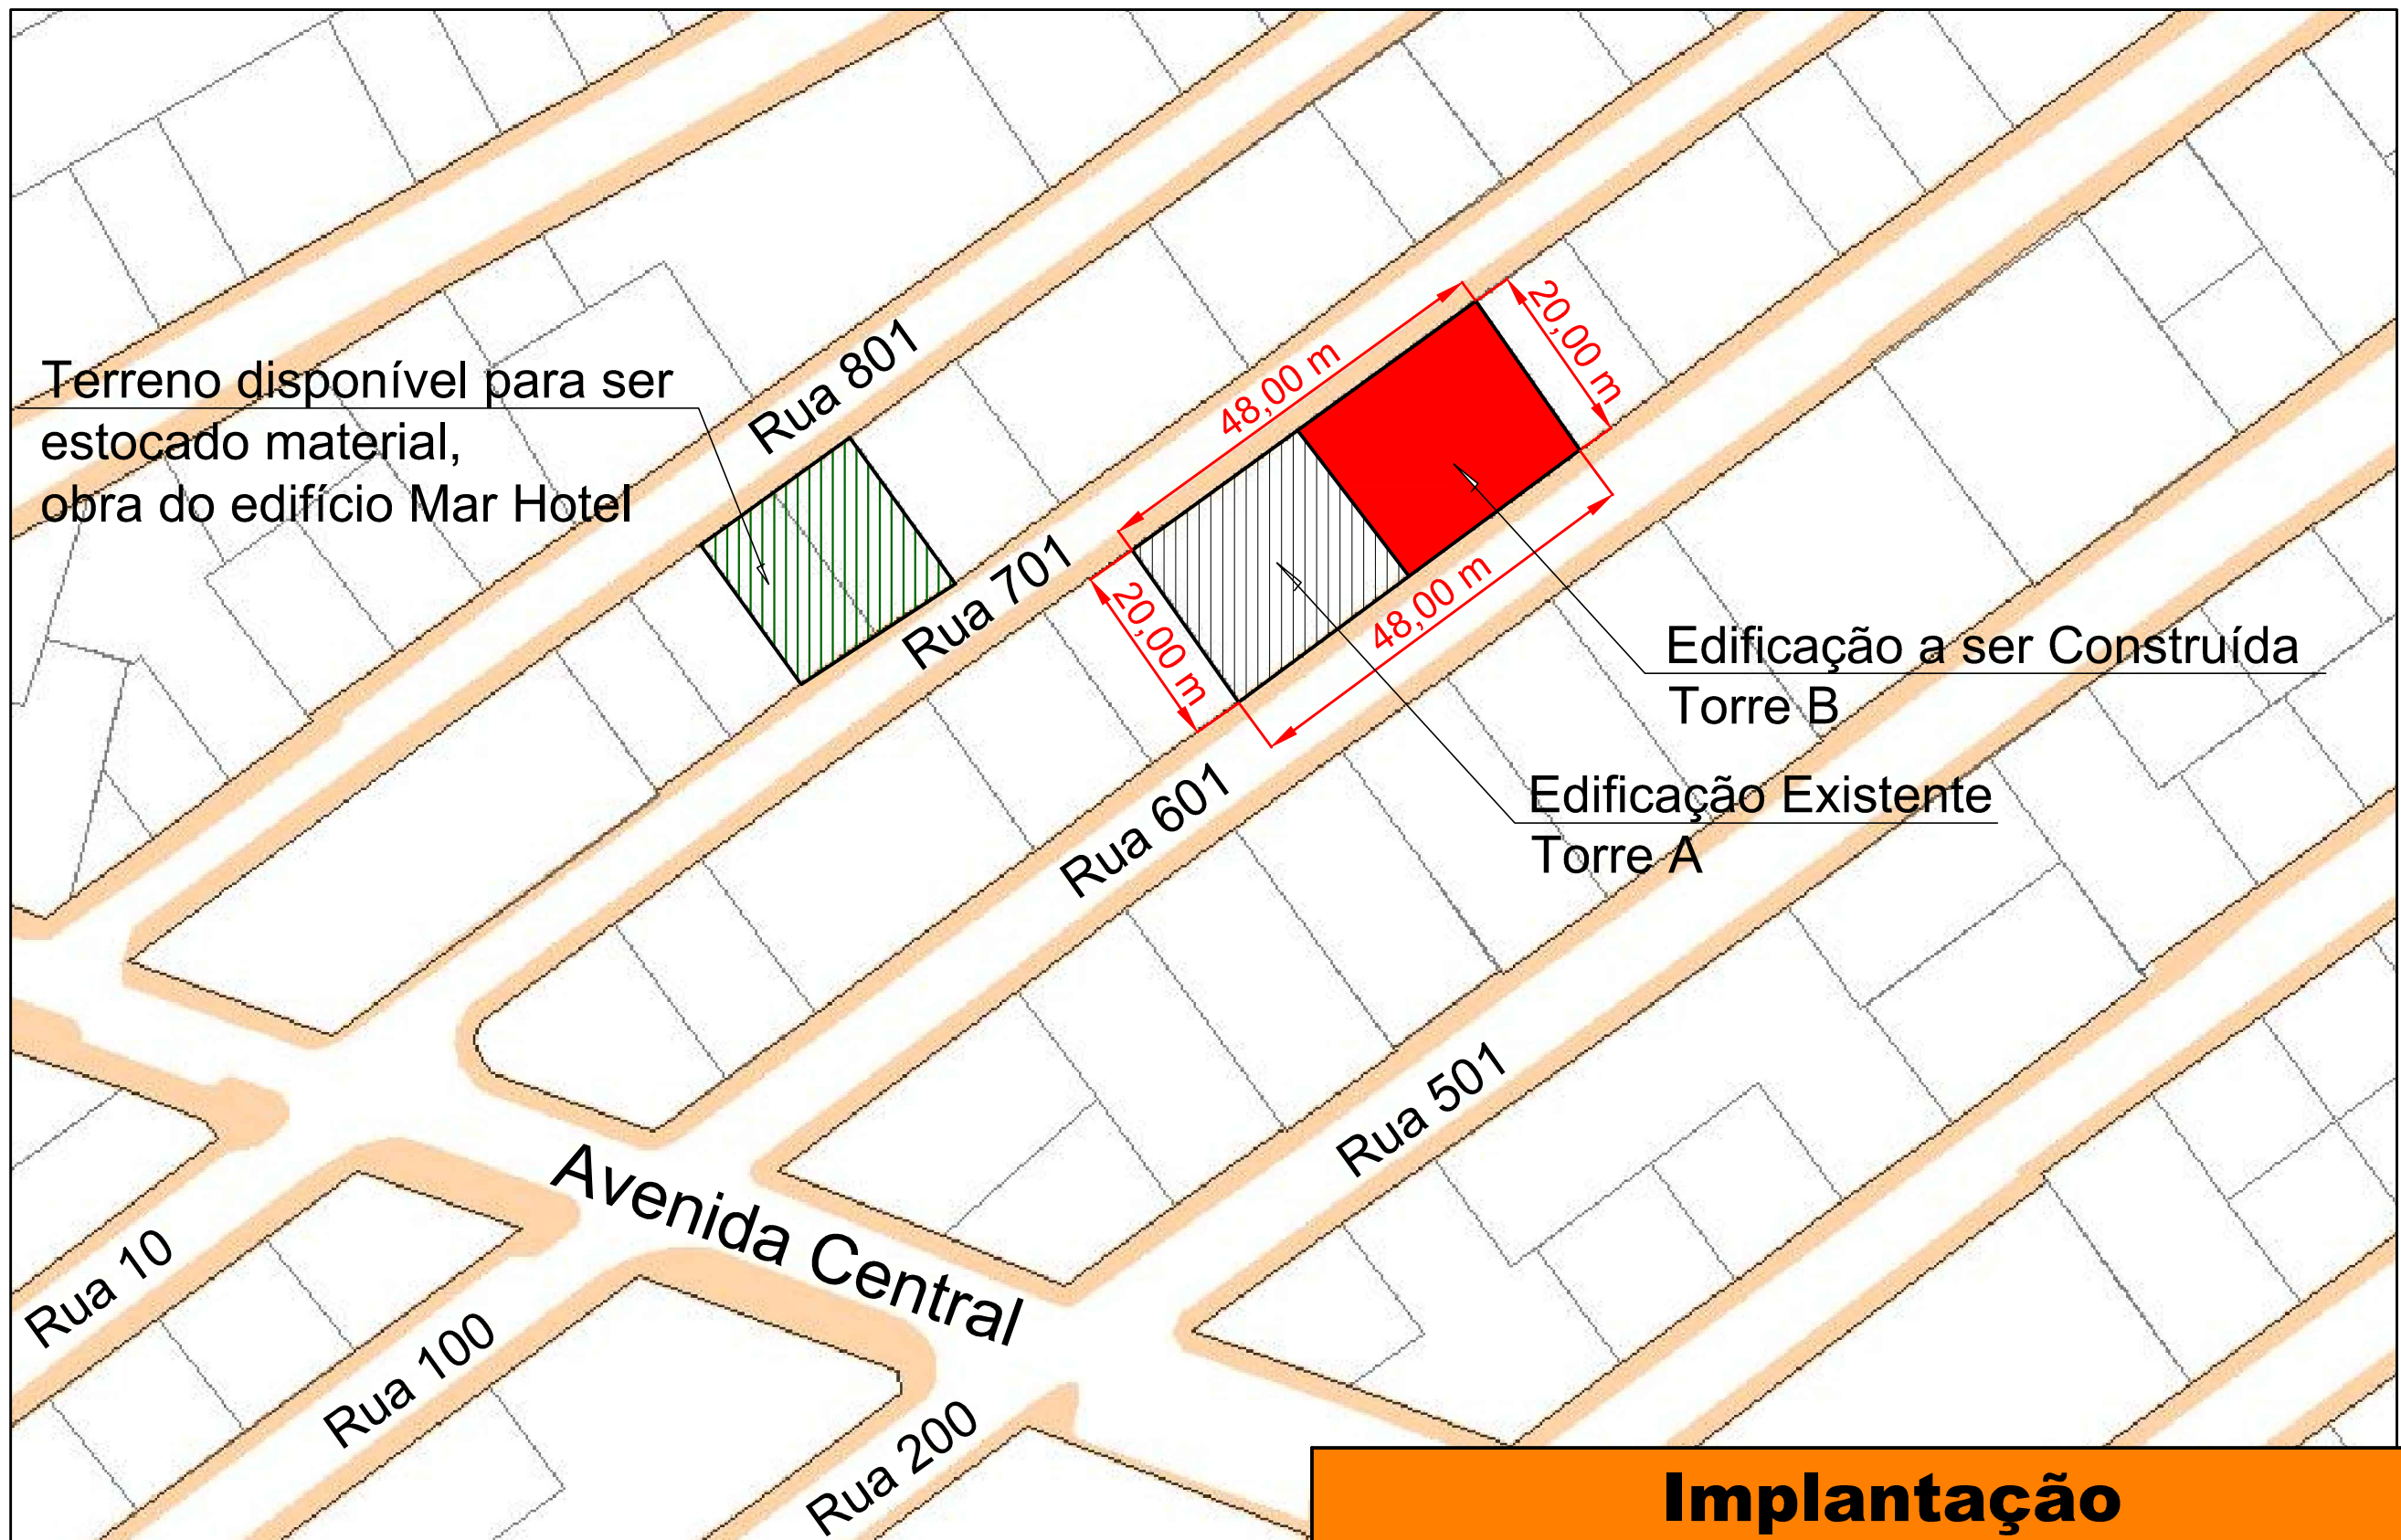 20,00 m
48,00 m
Rua 801
Terreno disponível para ser
estocado material,
obra do edifício Mar Hotel
Rua 701
20,00 m
48,00 m
Edificação a ser Construída
Torre B
Rua 601
Edificação Existente
Torre A
Rua 501
Avenida Central
Rua 10
Rua 100
Rua 200
Implantação